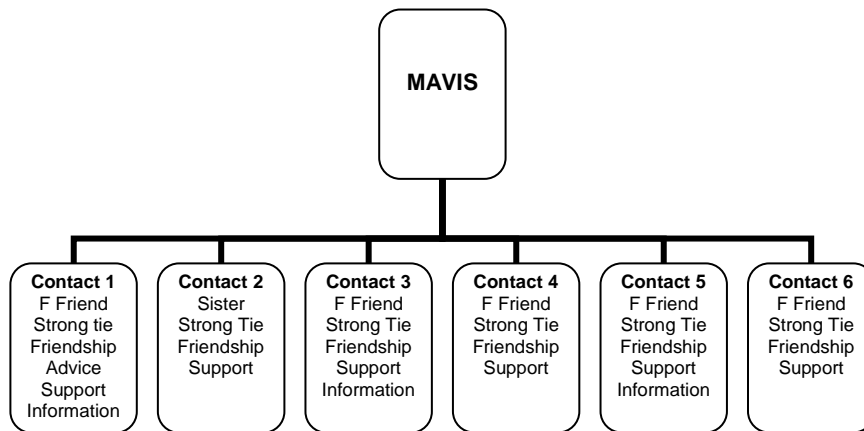 MAVIS
Contact 1
F Friend
Strong tie
Friendship
Advice
Support
Information
Contact 2
Sister
Strong Tie
Friendship
Support
Contact 3
F Friend
Strong Tie
Friendship
Support
Information
Contact 4
F Friend
Strong Tie
Friendship
Support
Contact 5
F Friend
Strong Tie
Friendship
Support
Information
Contact 6
F Friend
Strong Tie
Friendship
Support